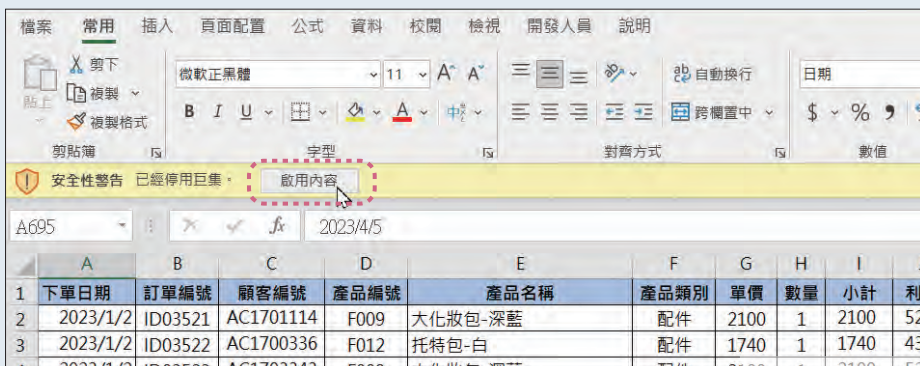 檔案 常用 插入 頁面配置 公式 資料 校閱 檢視 開發人員 說明
剪下
複製
貼上 複製格式
微軟正黑體 11 A A
B I U A 中
ab 自動換行
跨欄置中
日期
$ % 9
剪貼簿 字型 對齊方式 數值
安全性警告 已經停用巨集。 啟用內容
A695 fx 2023/4/5
A B C D E F G H I
1 下單日期 訂單編號 顧客編號 產品編號 產品名稱 產品類別 單價 數量 小計 利
2 2023/1/2 ID03521 AC1701114 F009 大化妝包-深藍 配件 2100 1 2100 52
3 2023/1/2 ID03522 AC1700336 F012 托特包-白 配件 1740 1 1740 43